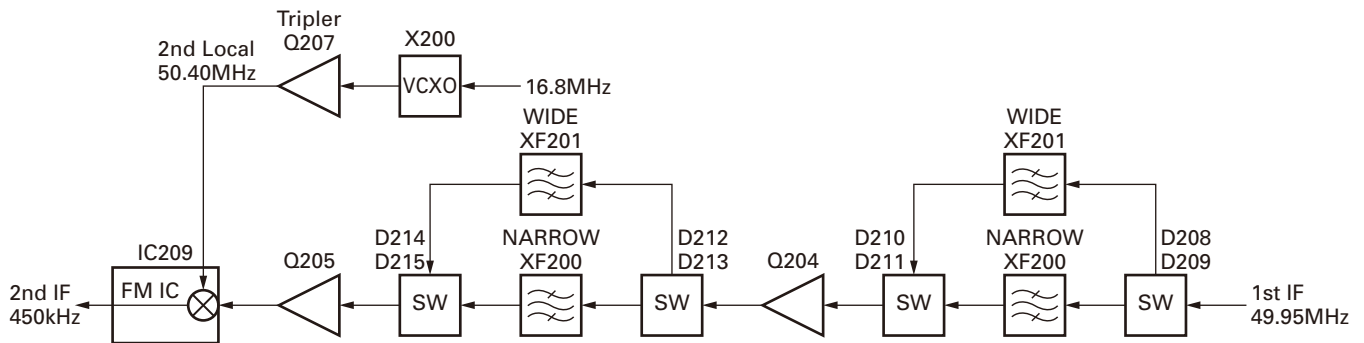 Tripler
Q207
X200
2nd Local
50.40MHz
VCXO
16.8MHz
WIDE
XF201
WIDE
XF201
D214
D215
NARROW
XF200
D212
D213
D210
D211
NARROW
XF200
D208
D209
IC209
Q205
Q204
FM IC
2nd IF
450kHz
SW
SW
SW
SW
1st IF
49.95MHz